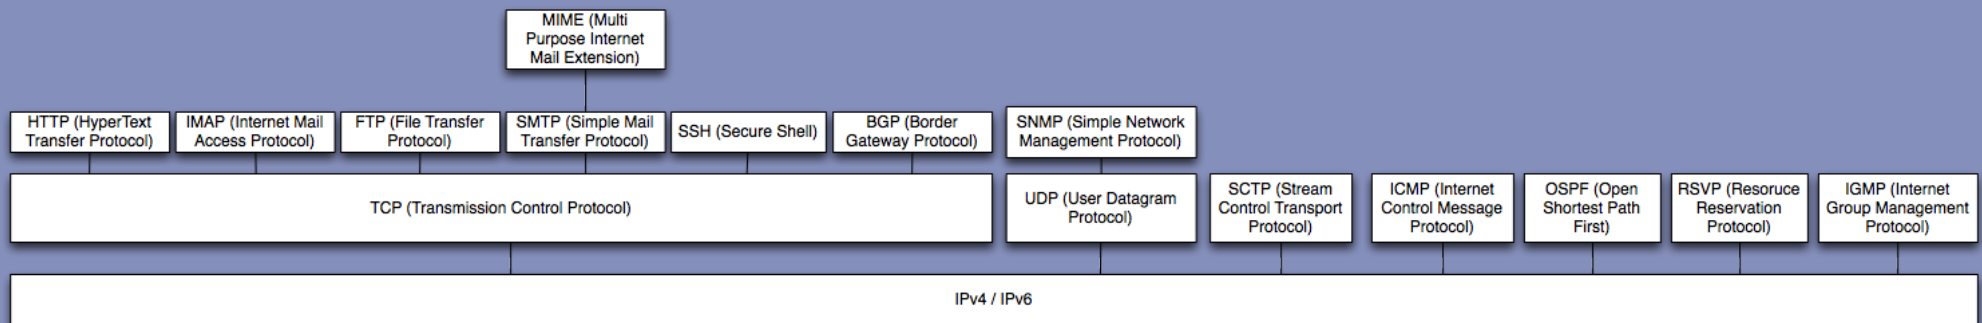 MIME (Multi
Purpose Internet
Mail Extension)
HTTP (HyperText
Transfer Protocol)
IMAP (Internet Mail
Access Protocol)
FTP (File Transfer
Protocol)
SMTP (Simple Mail
Transfer Protocol)
SSH (Secure Shell)
BGP (Border
Gateway Protocol)
SNMP (Simple Network
Management Protocol)
TCP (Transmission Control Protocol)
UDP (User Datagram
Protocol)
SCTP (Stream
Control Transport
Protocol)
ICMP (Internet
Control Message
Protocol)
OSPF (Open
Shortest Path
First)
RSVP (Resoruce
Reservation
Protocol)
IGMP (Internet
Group Management
Protocol)
IPv4 / IPv6